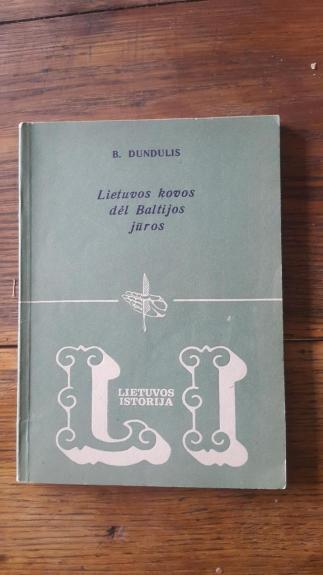 B. DUNDULIS
Lietuvos kovos
dėl Baltijos
jūros
LI
LIETUVOS
ISTORIJA